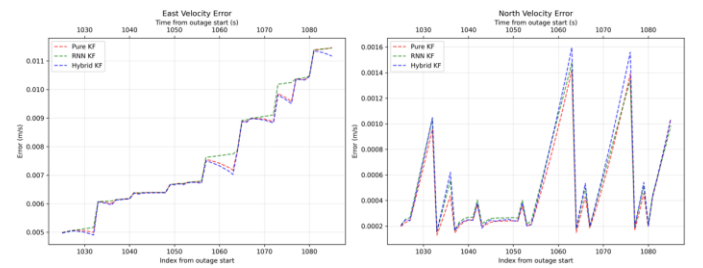 East Velocity Error
Time from outage start (s)
1030 1040 1050 1060 1070 1080
Pure KF
RNN KF
Hybrid KF
Error (m/s)
0.011
0.010
0.009
0.008
0.007
0.006
0.005
1030 1040 1050 1060 1070 1080
Index from outage start
North Velocity Error
Time from outage start (s)
1030 1040 1050 1060 1070 1080
Pure KF
RNN KF
Hybrid KF
Error (m/s)
0.0016
0.0014
0.0012
0.0010
0.0008
0.0006
0.0004
0.0002
1030 1040 1050 1060 1070 1080
Index from outage start